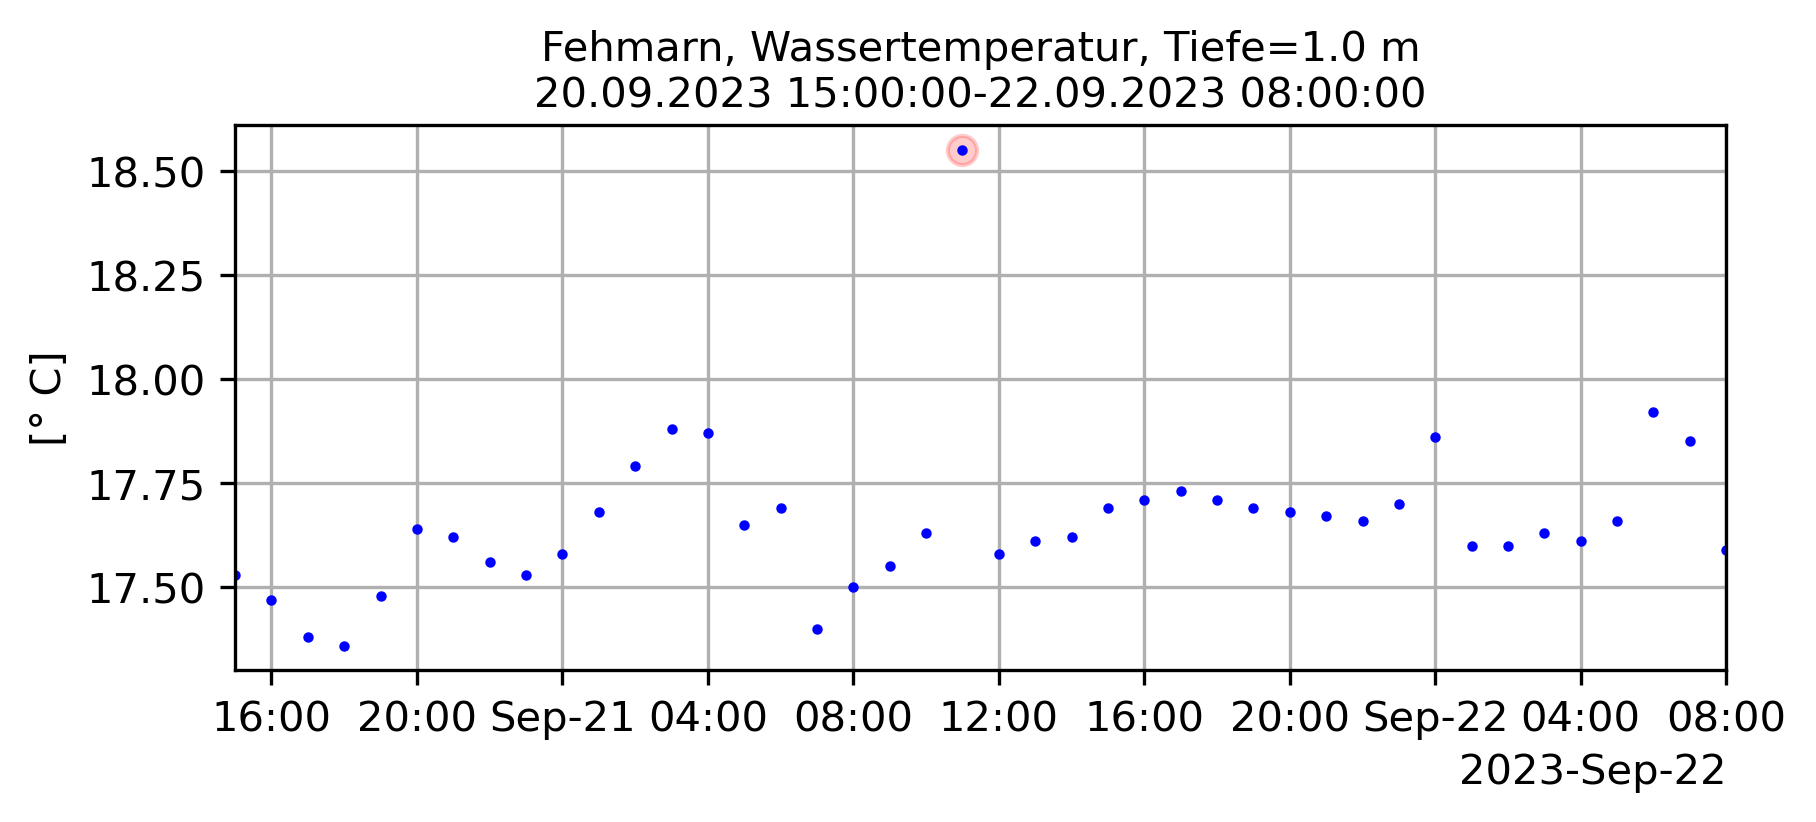 Fehmarn, Wassertemperatur, Tiefe=1.0 m
20.09.2023 15:00:00-22.09.2023 08:00:00
[° C]
18.50
18.25
18.00
17.75
17.50
16:00 20:00 Sep-21 04:00 08:00 12:00 16:00 20:00 Sep-22 04:00 08:00
2023-Sep-22